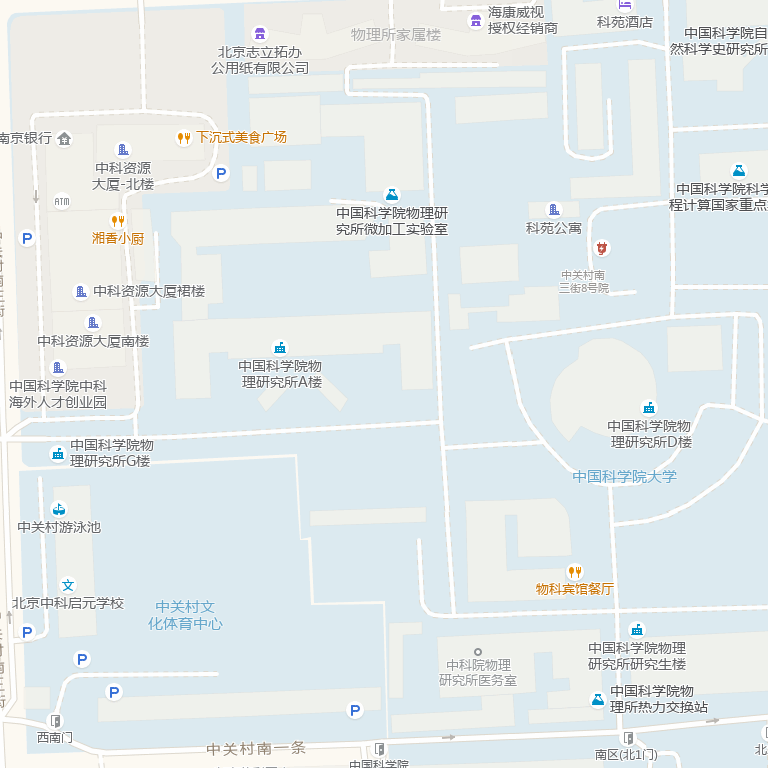 海康威视
授权经销商
科苑酒店
中国科学院自
然科学史研究所
物理所家属楼
北京志立拓办
公用纸有限公司
南京银行
下沉式美食广场
中科资源
大厦-北楼
P
ATM
中国科学院物理研
究所微加工实验室
中国科学院科学
程计算国家重点
科苑公寓
湘香小厨
P
中关村南
三街8号院
中科资源大厦裙楼
中科资源大厦南楼
中国科学院中科
海外人才创业园
中国科学院物
理研究所A楼
中国科学院物
理研究所D楼
中国科学院物
理研究所G楼
中国科学院大学
中关村游泳池
文
北京中科启元学校
中关村文
化体育中心
物科宾馆餐厅
P
P
P
P
中国科学院物理
研究所研究生楼
中科院物理
研究所医务室
中国科学院物
理所热力交换站
西南门
中关村南一条
中国科学院
南区(北1门)
北
中关村南三街